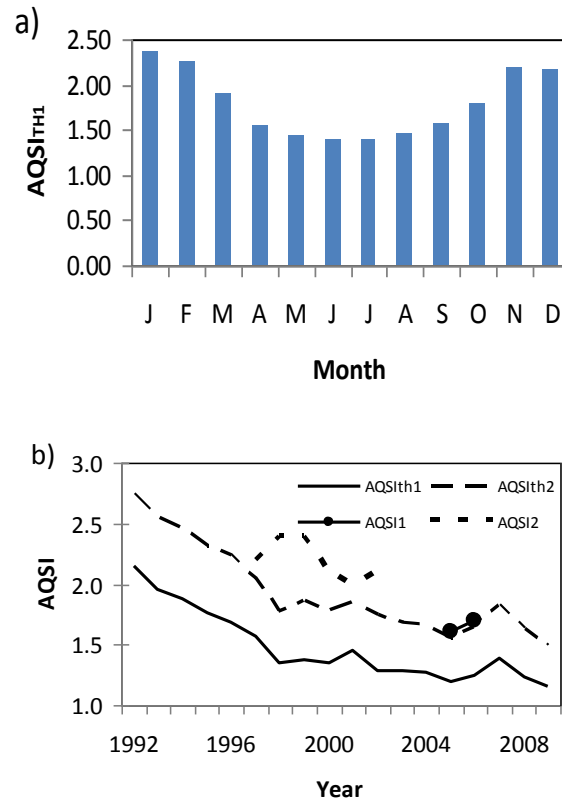 a)
2.50
2.00
1.50
1.00
0.50
0.00
AQSITH1
J F M A M J J A S O N D
Month
b)
3.0
2.5
2.0
1.5
1.0
AQSI
AQSIth1 AQSIth2
AQSI1 AQSI2
1992 1996 2000 2004 2008
Year